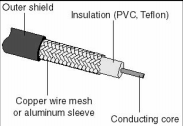 Outer shield
Insulation (PVC, Teflon)
Copper wire mesh
or aluminum sleeve
Conducting core